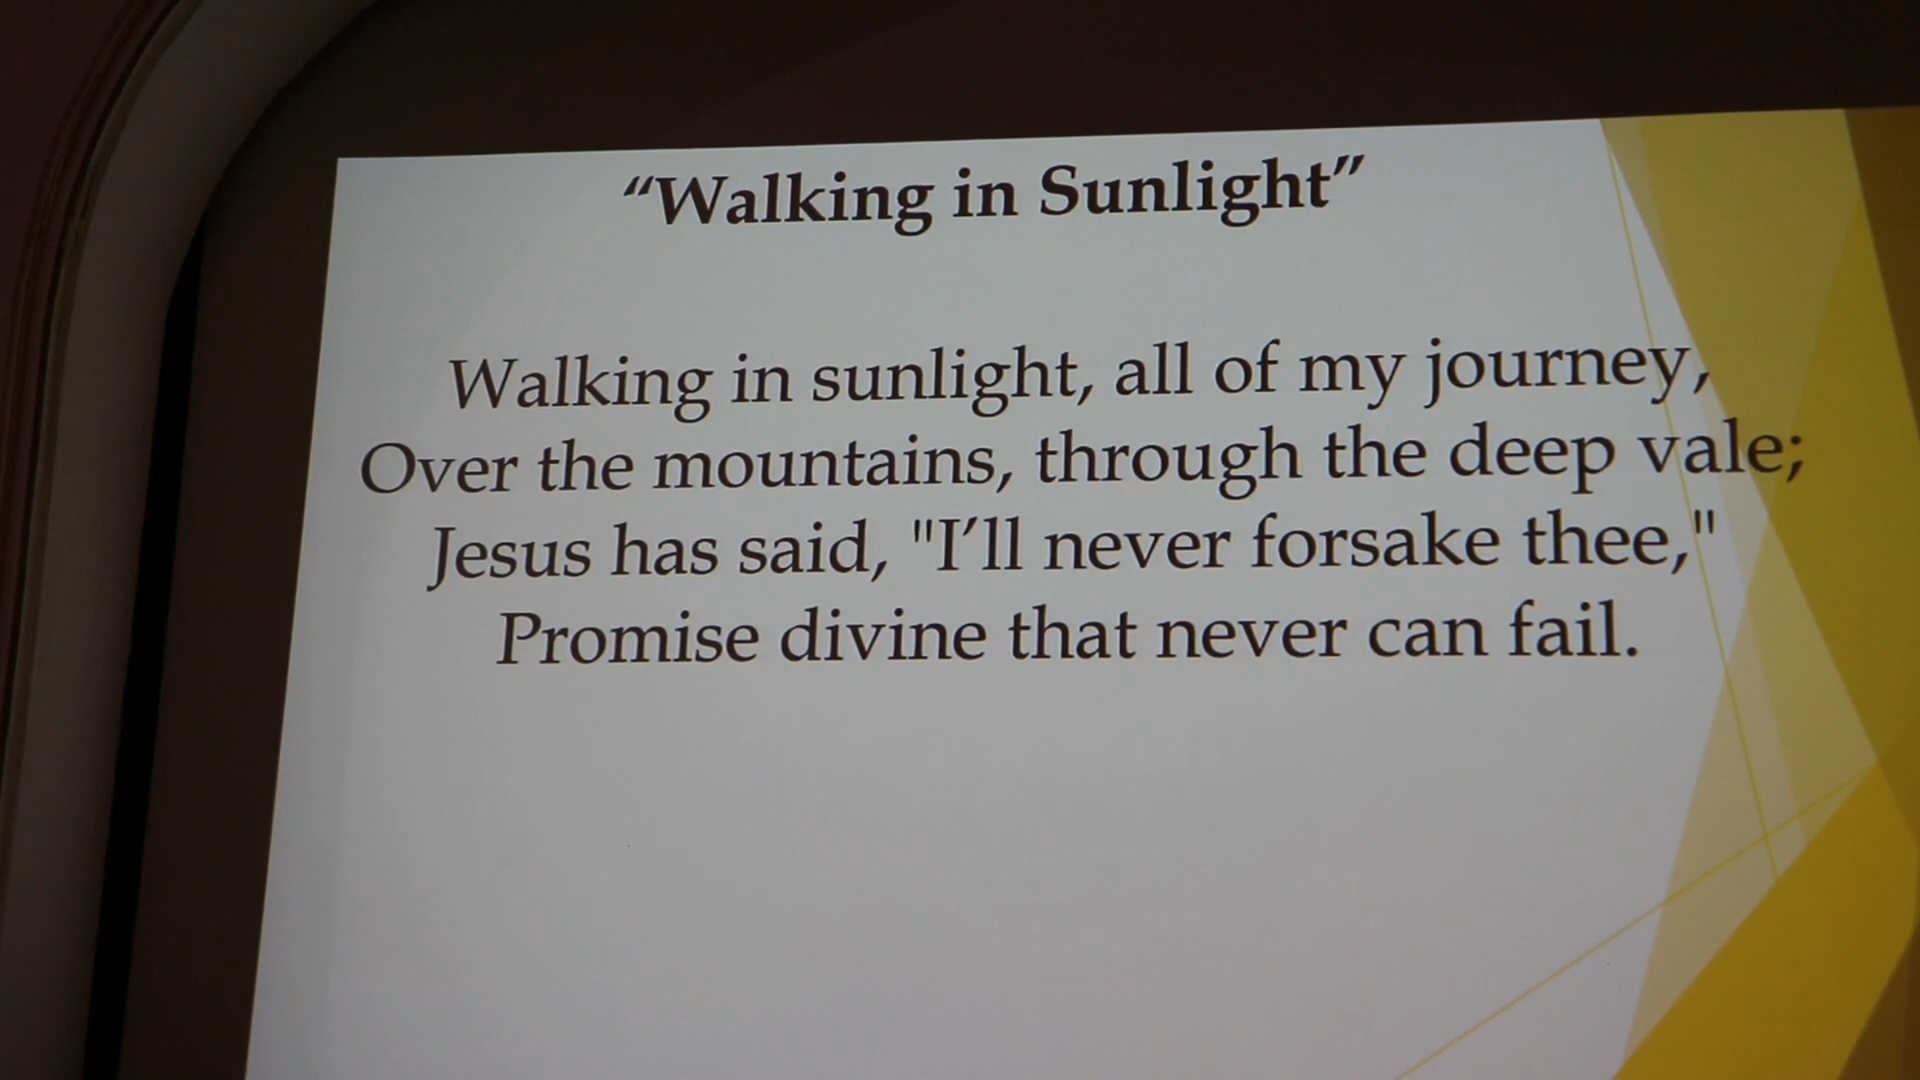 “Walking in Sunlight”
Walking in sunlight, all of my journey,
Over the mountains, through the deep vale;
Jesus has said, "I’ll never forsake thee,"
Promise divine that never can fail.